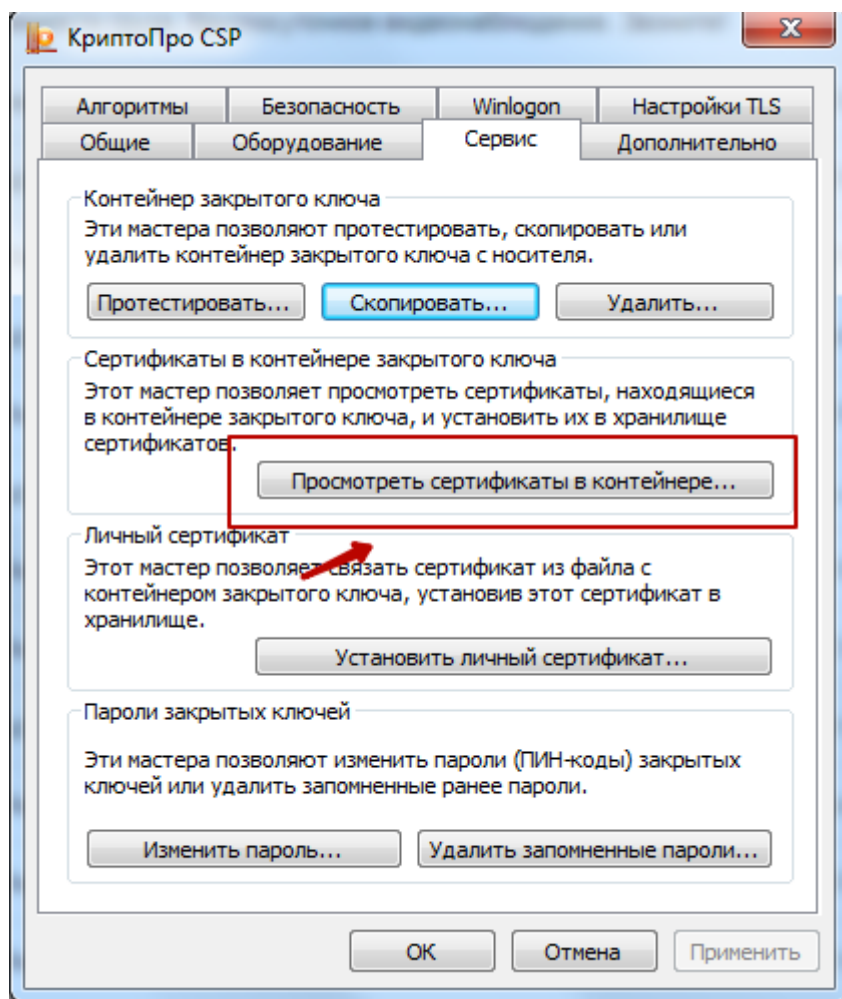 КриптоПро CSP
Алгоритмы Безопасность Winlogon Настройки TLS
Общие Оборудование Сервис Дополнительно
Контейнер закрытого ключа
Эти мастера позволяют протестировать, скопировать или
удалить контейнер закрытого ключа с носителя.
Протестировать... Скопировать... Удалить...
Сертификаты в контейнере закрытого ключа
Этот мастер позволяет просмотреть сертификаты, находящиеся
в контейнере закрытого ключа, и установить их в хранилище
сертификатов.
Просмотреть сертификаты в контейнере...
Личный сертификат
Этот мастер позволяет связать сертификат из файла с
контейнером закрытого ключа, установив этот сертификат в
хранилище.
Установить личный сертификат...
Пароли закрытых ключей
Эти мастера позволяют изменить пароли (ПИН-коды) закрытых
ключей или удалить запомненные ранее пароли.
Изменить пароль... Удалить запомненные пароли...
ОК Отмена Применить